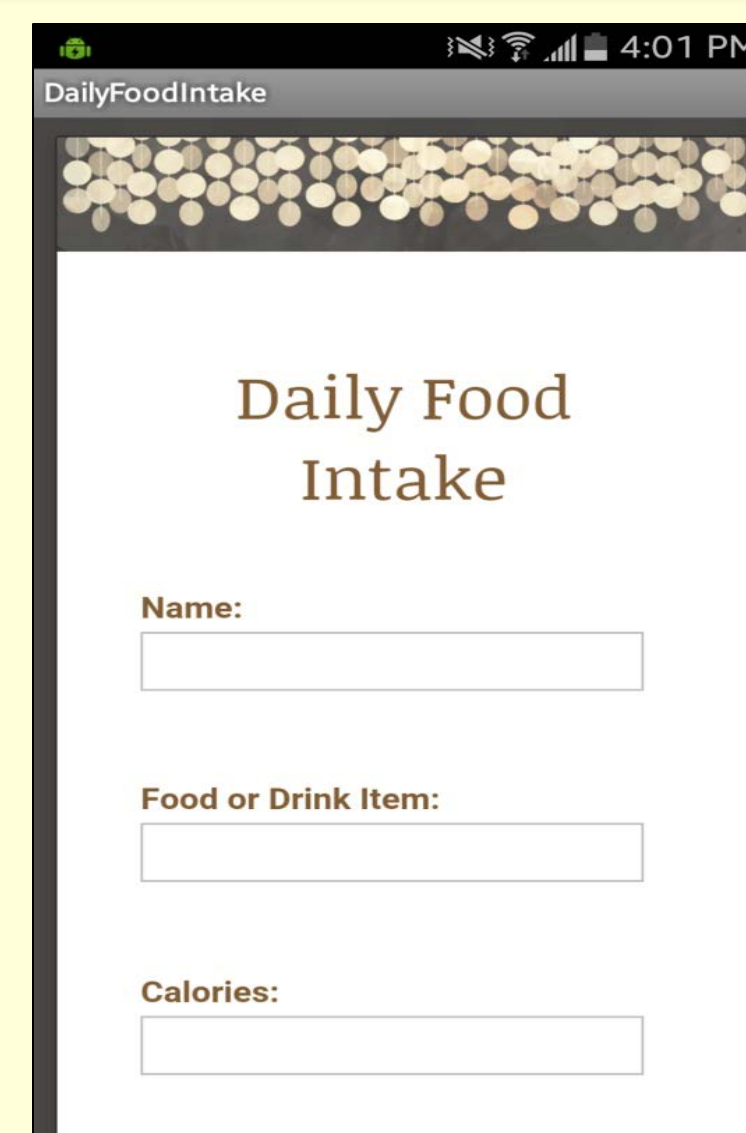 4:01 PM
DailyFoodIntake
Daily Food
Intake
Name:
Food or Drink Item:
Calories: